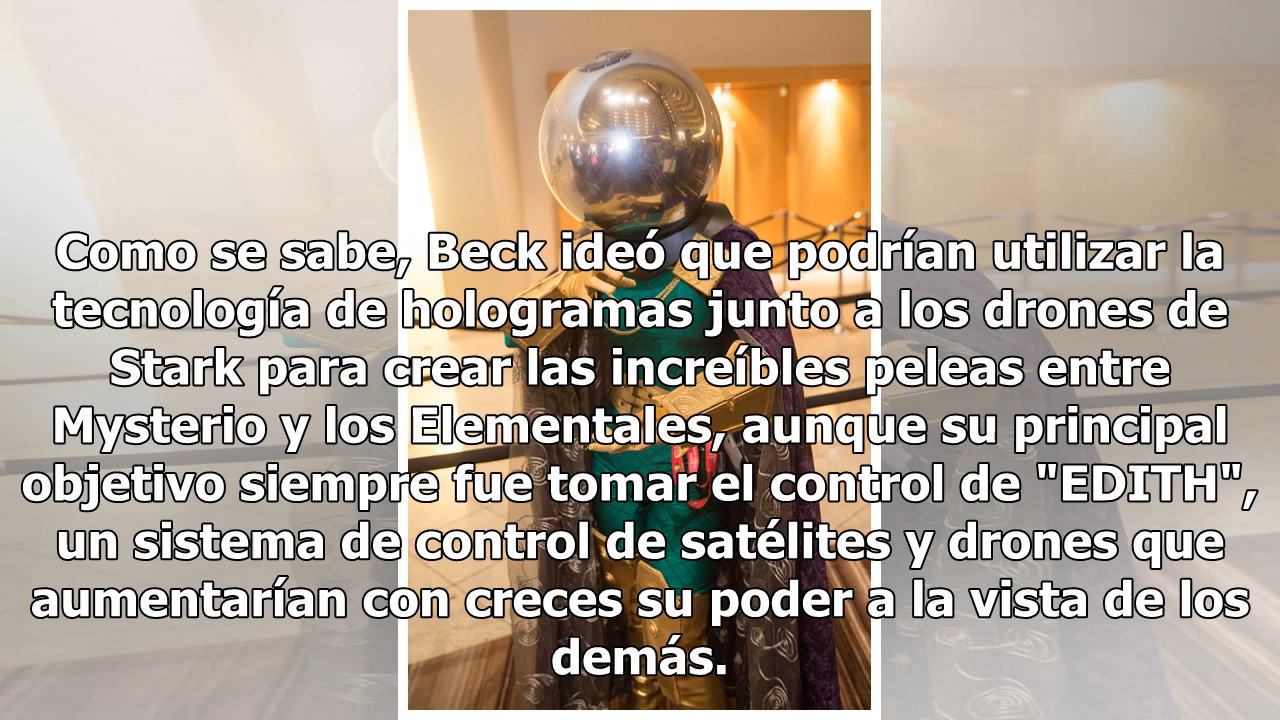 Como se sabe, Beck ideó que podrían utilizar la
tecnología de hologramas junto a los drones de
Stark para crear las increíbles peleas entre
Mysterio y los Elementales, aunque su principal
objetivo siempre fue tomar el control de "EDITH",
un sistema de control de satélites y drones que
aumentarían con creces su poder a la vista de los
demás.